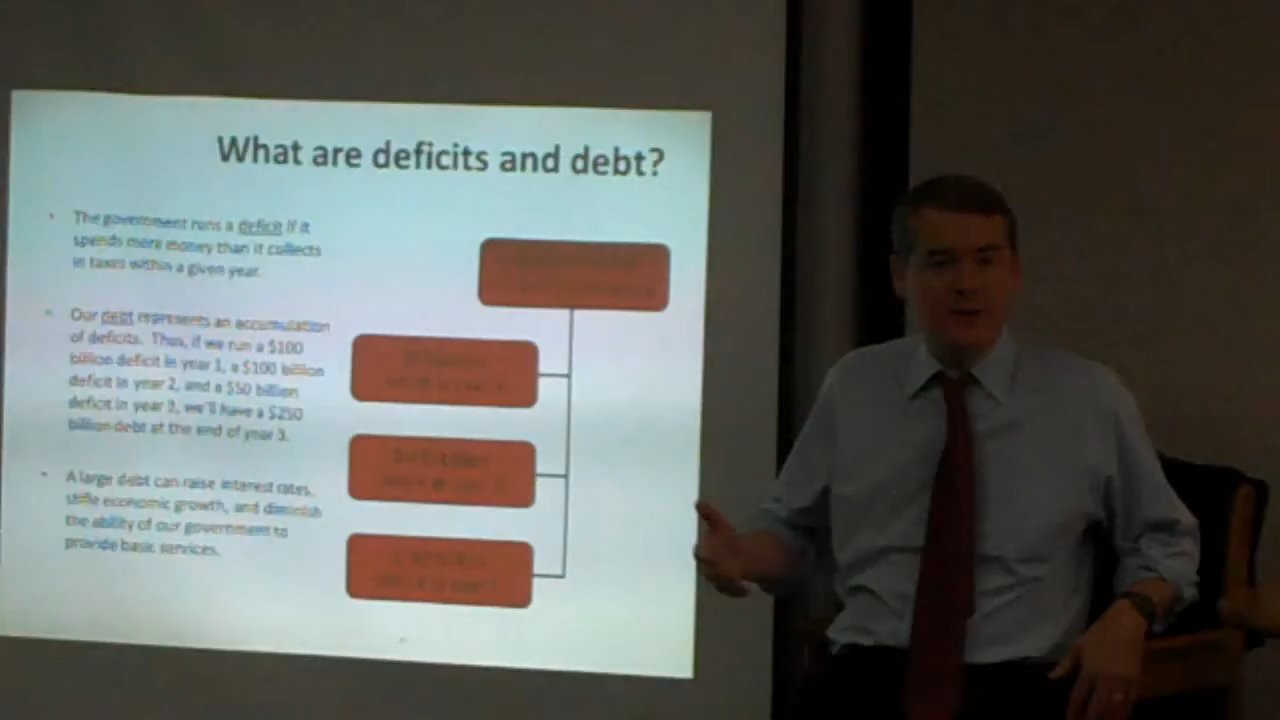 What are deficits and debt?
The government runs a deficit if it
spends more money than it collects
in taxes within a given year.
Our debt represents an accumulation
of deficits. Thus, if we run a $100
billion deficit in year 1, a $100 billion
deficit in year 2, and a $50 billion
deficit in year 3, we'll have a $250
billion debt at the end of year 3.
A large debt can raise interest rates,
stifle economic growth, and diminish
the ability of our government to
provide basic services.